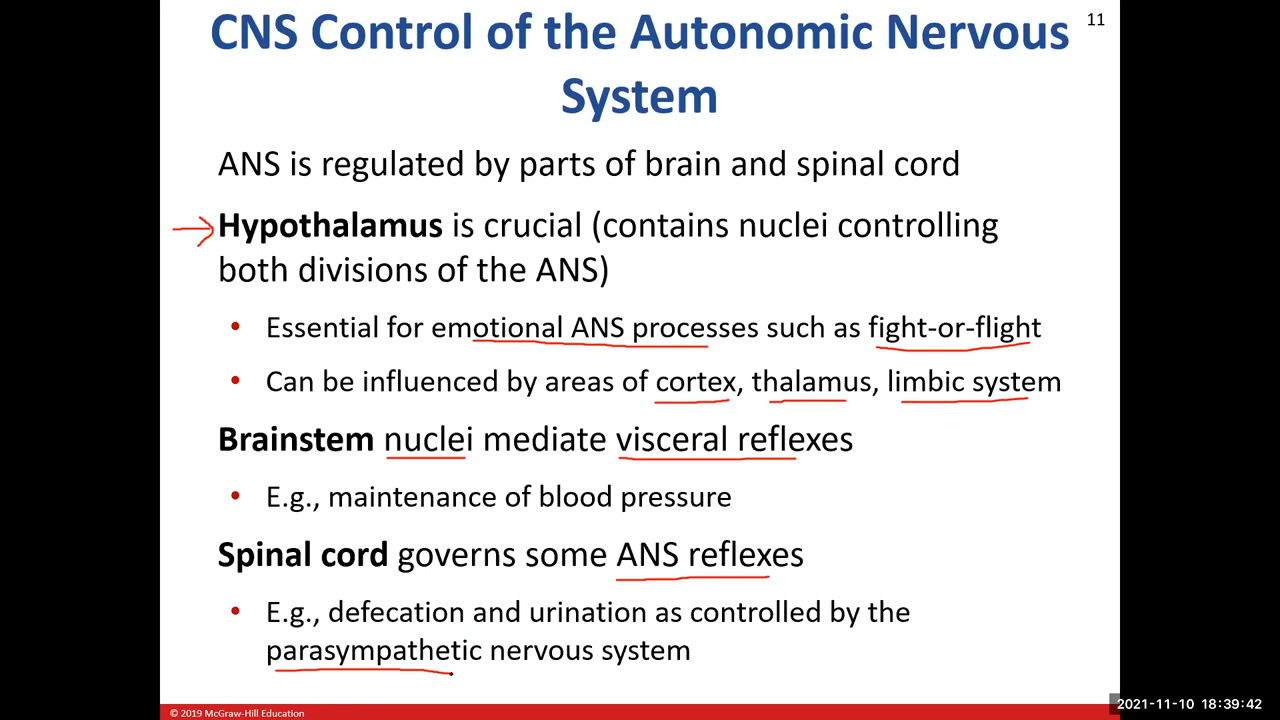 CNS Control of the Autonomic Nervous
System
11
ANS is regulated by parts of brain and spinal cord
Hypothalamus is crucial (contains nuclei controlling
both divisions of the ANS)
• Essential for emotional ANS processes such as fight-or-flight
• Can be influenced by areas of cortex, thalamus, limbic system
Brainstem nuclei mediate visceral reflexes
• E.g., maintenance of blood pressure
Spinal cord governs some ANS reflexes
• E.g., defecation and urination as controlled by the
parasympathetic nervous system
© 2019 McGraw-Hill Education
2021-11-10 18:39:42